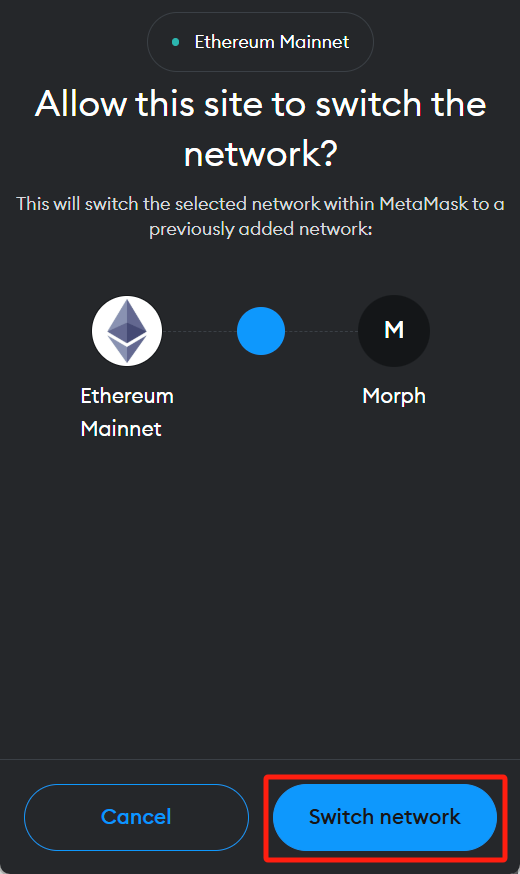 Ethereum Mainnet
Allow this site to switch the
network?
This will switch the selected network within MetaMask to a
previously added network:
M
Ethereum
Mainnet
Morph
Cancel
Switch network